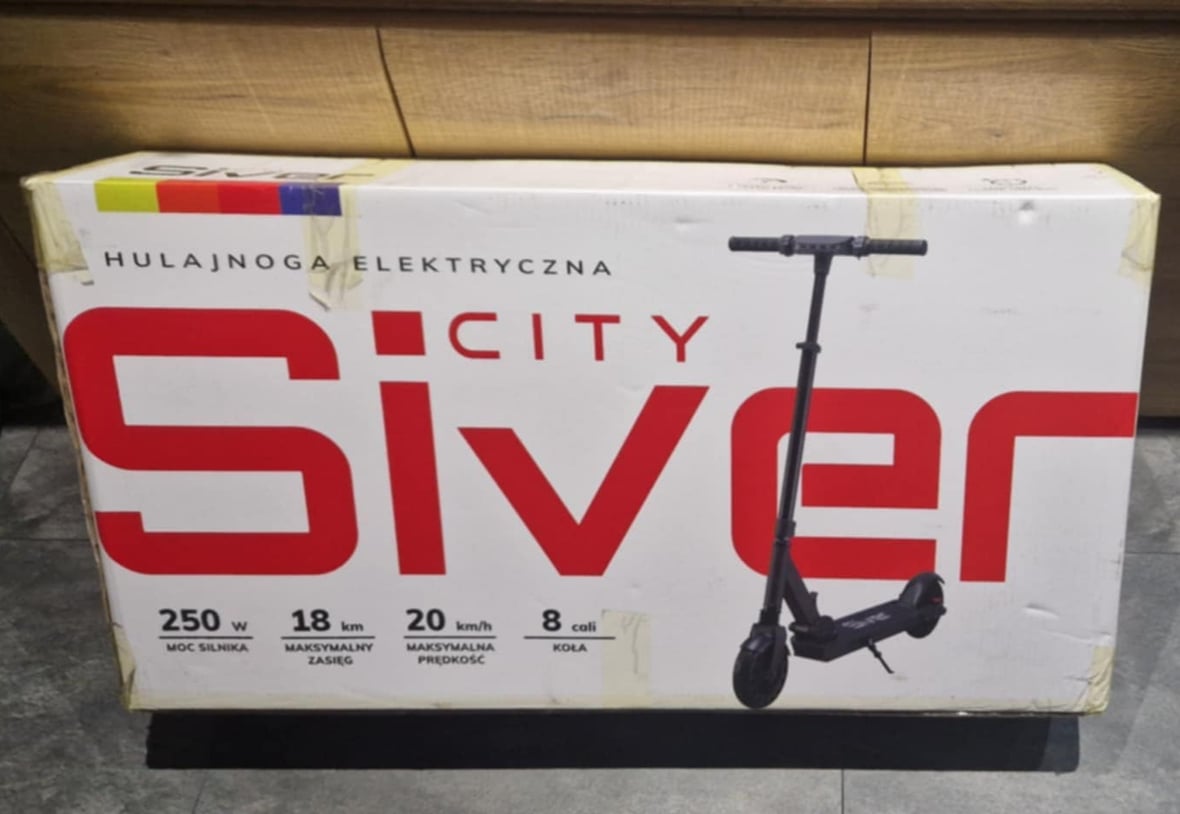 Siver
HULAJNOGA ELEKTRYCZNA
CITY
Siver
250 W
MOC SILNIKA
18 km
MAKSYMALNY
ZASIĘG
20 km/h
MAKSYMALNA
PRĘDKOŚĆ
8 cali
KOŁA
Siver